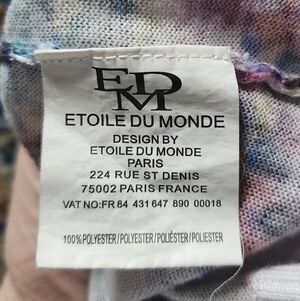 EDM
ETOILE DU MONDE
DESIGN BY
ETOILE DU MONDE
PARIS
224 RUE ST DENIS
75002 PARIS FRANCE
VAT NO:FR 84 431 647 890 00018
100% POLYESTER / POLYESTER / POLIÉSTER / POLIESTER